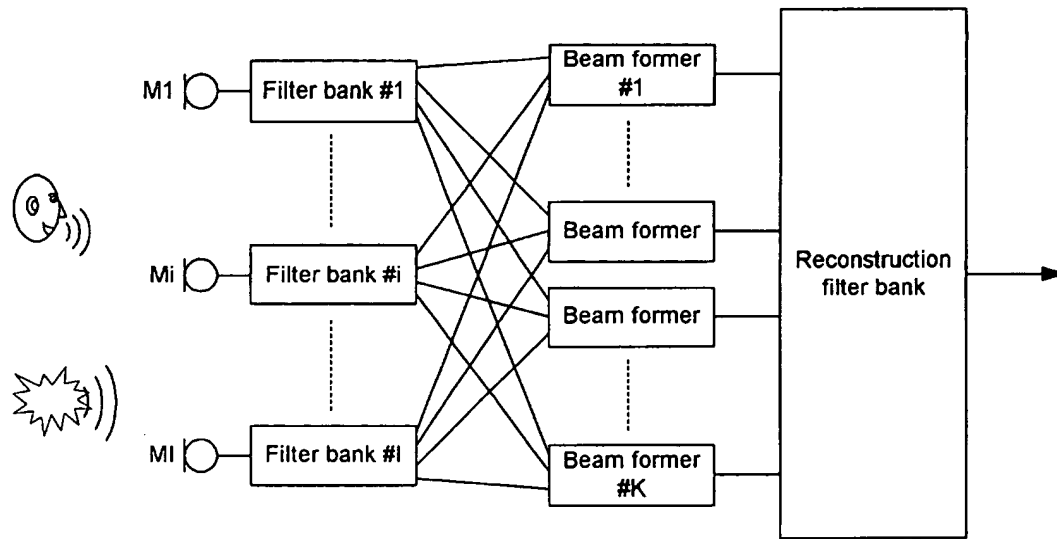 M1
Filter bank #1
Beam former
#1
Mi
Filter bank #i
Beam former
Beam former
Reconstruction
filter bank
MI
Filter bank #I
Beam former
#K